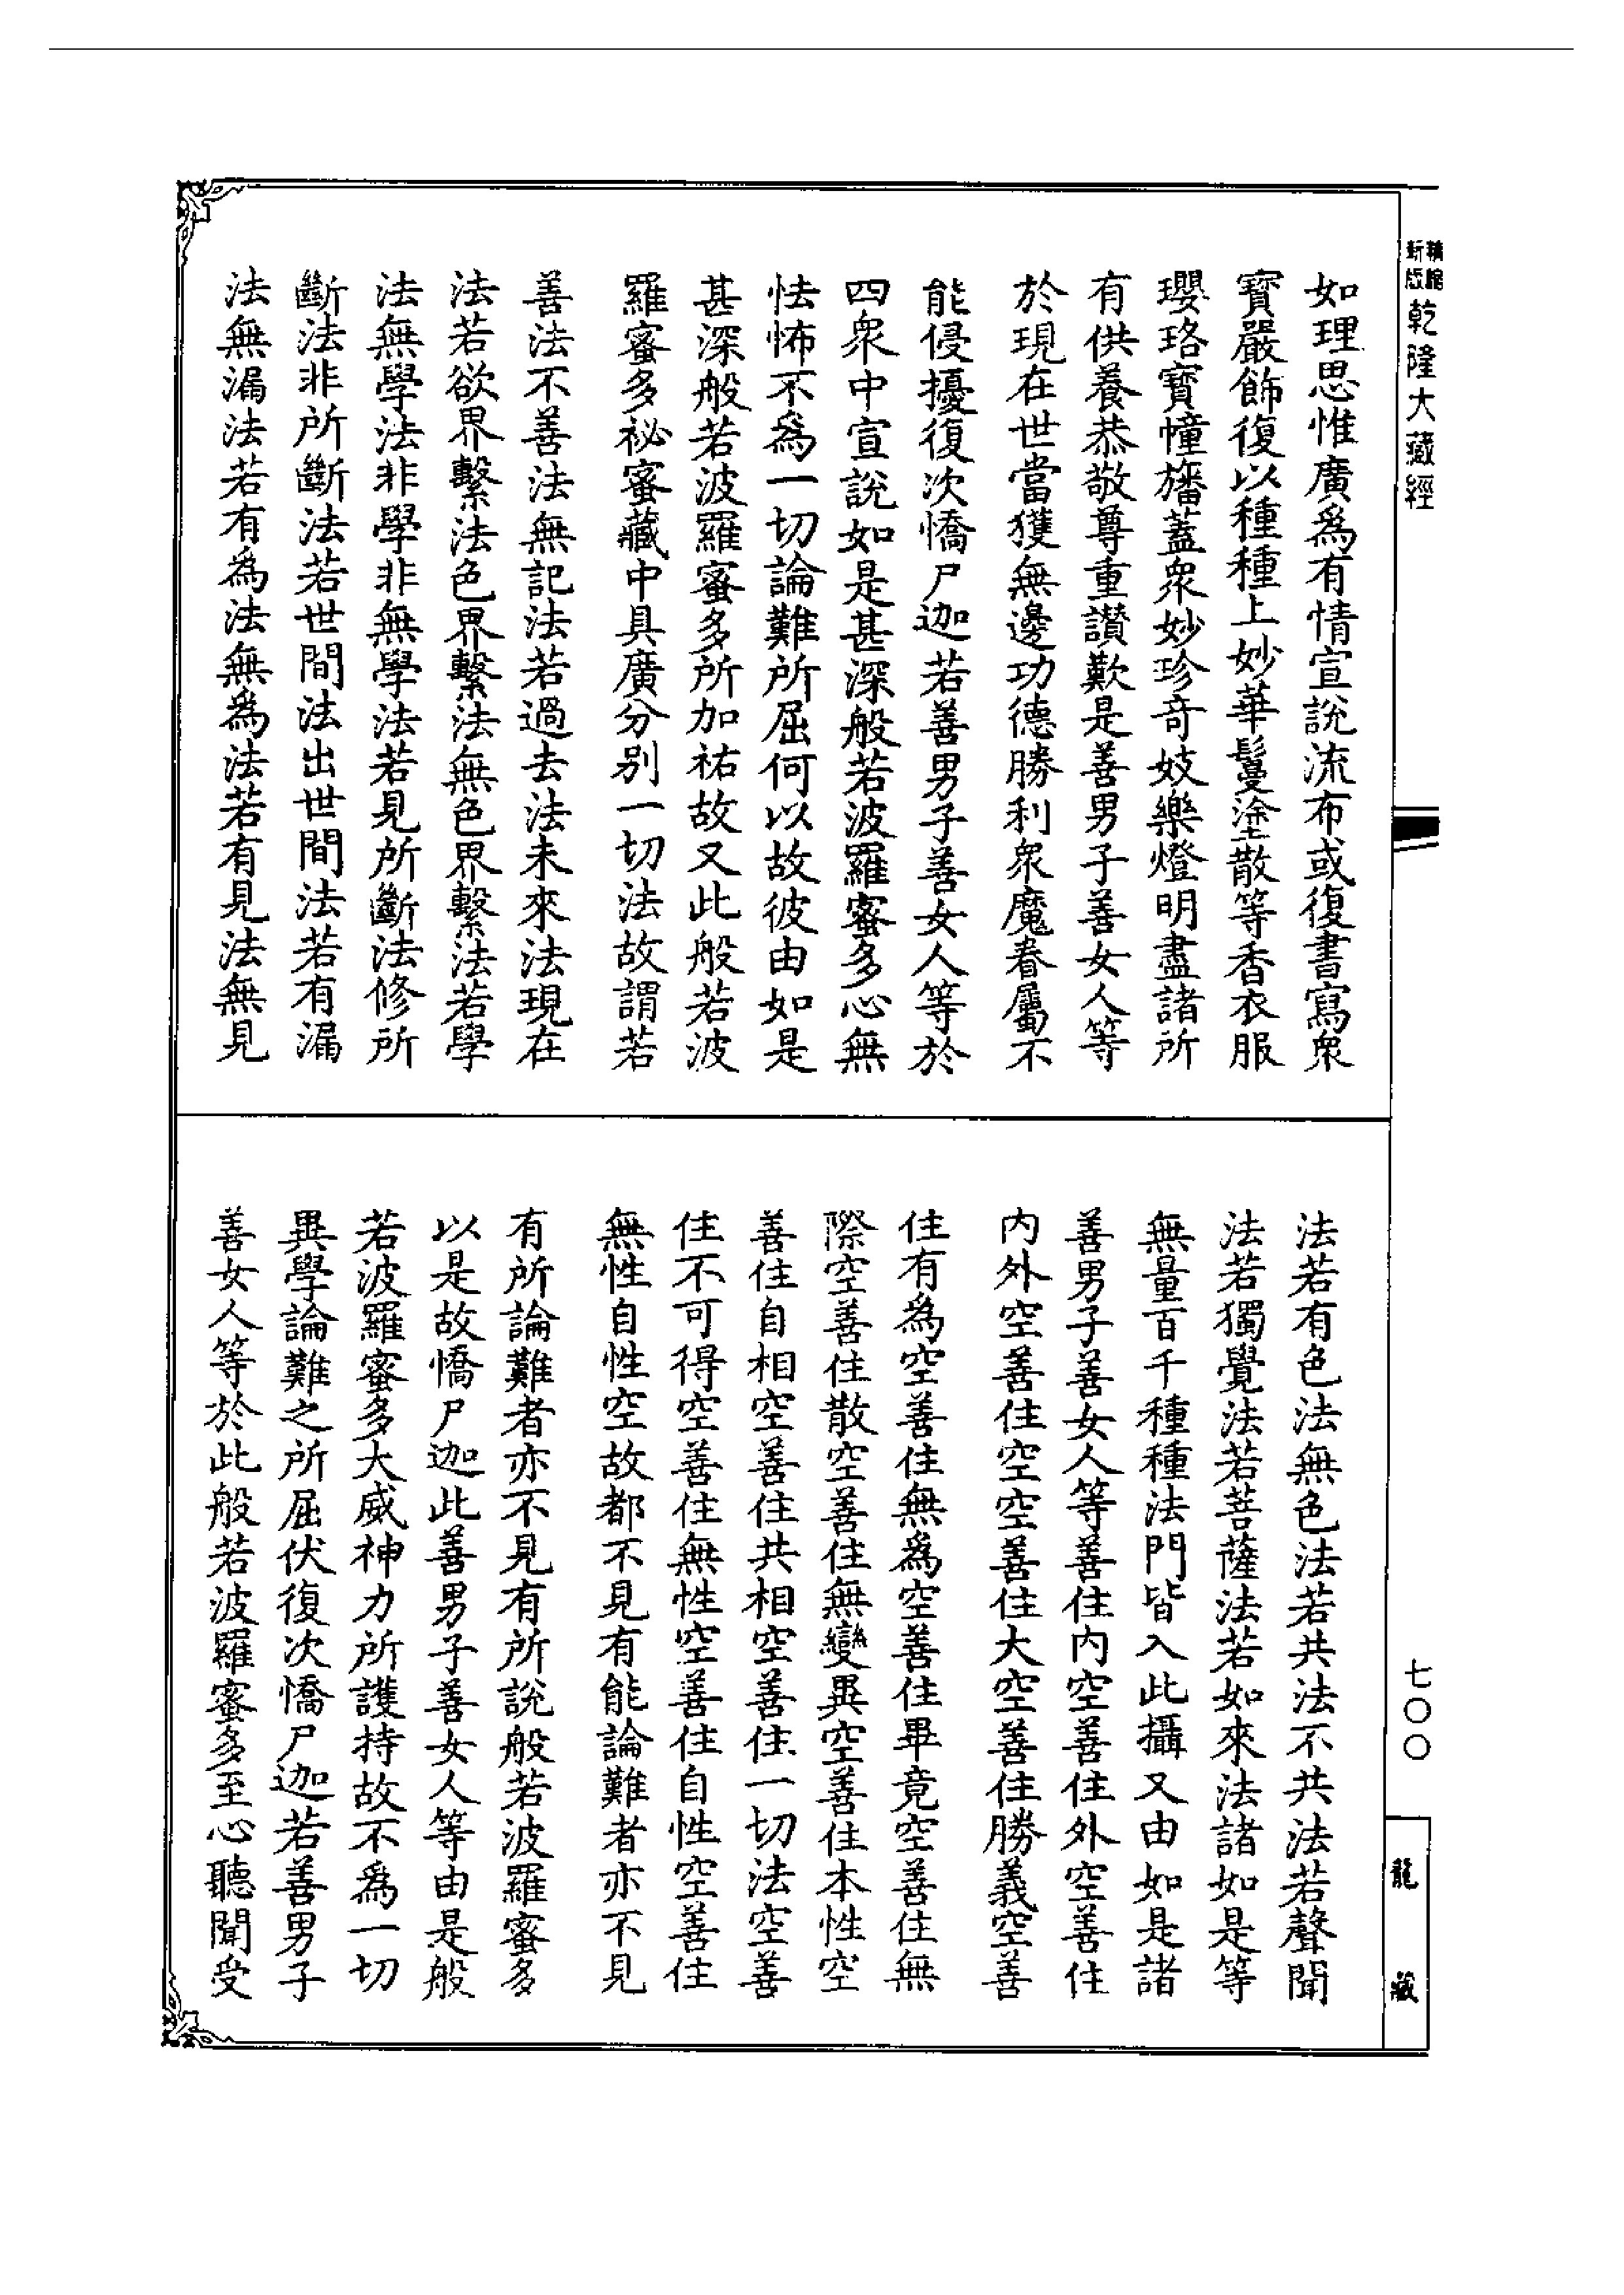 新版精縮乾隆大藏經
如理思惟廣爲有情宣說流布或復書寫衆
寶嚴飾復以種種上妙華鬘塗散等香衣服
瓔珞寶幢旛蓋衆妙珍奇妓樂燈明盡諸所
有供養恭敬尊重讚歎是善男子善女人等
於現在世當獲無邊功德勝利衆魔眷屬不
能侵擾復次憍尸迦若善男子善女人等於
四衆中宣說如是甚深般若波羅蜜多心無
怯怖不爲一切論難所屈何以故彼由如是
甚深般若波羅蜜多所加祐故又此般若波
羅蜜多祕蜜藏中具廣分别一切法故謂若
善法不善法無記法若過去法未來法現在
法若欲界繫法色界繫法無色界繫法若學
法無學法非學非無學法若見所斷法修所
斷法非所斷法若世間法出世間法若有漏
法無漏法若有為法無為法若有見法無見
法若有色法無色法若共法不共法若聲聞
法若獨覺法若菩薩法若如來法諸如是等
無量百千種種法門皆入此攝又由如是諸
善男子善女人等善住內空善住外空善住
内外空善住空空善住大空善住勝義空善
住有爲空善住無爲空善住畢竟空善住無
際空善住散空善住無變異空善住本性空
善住自相空善住共相空善住一切法空善
住不可得空善住無性空善住自性空善住
無性自性空故都不見有能論難者亦不見
有所論難者亦不見有所說般若波羅蜜多
以是故憍尸迦此善男子善女人等由是般
若波羅蜜多大威神力所護持故不爲一切
異學論難之所屈伏復次憍尸迦若善男子
善女人等於此般若波羅蜜多至心聽聞受
七〇〇
龍藏